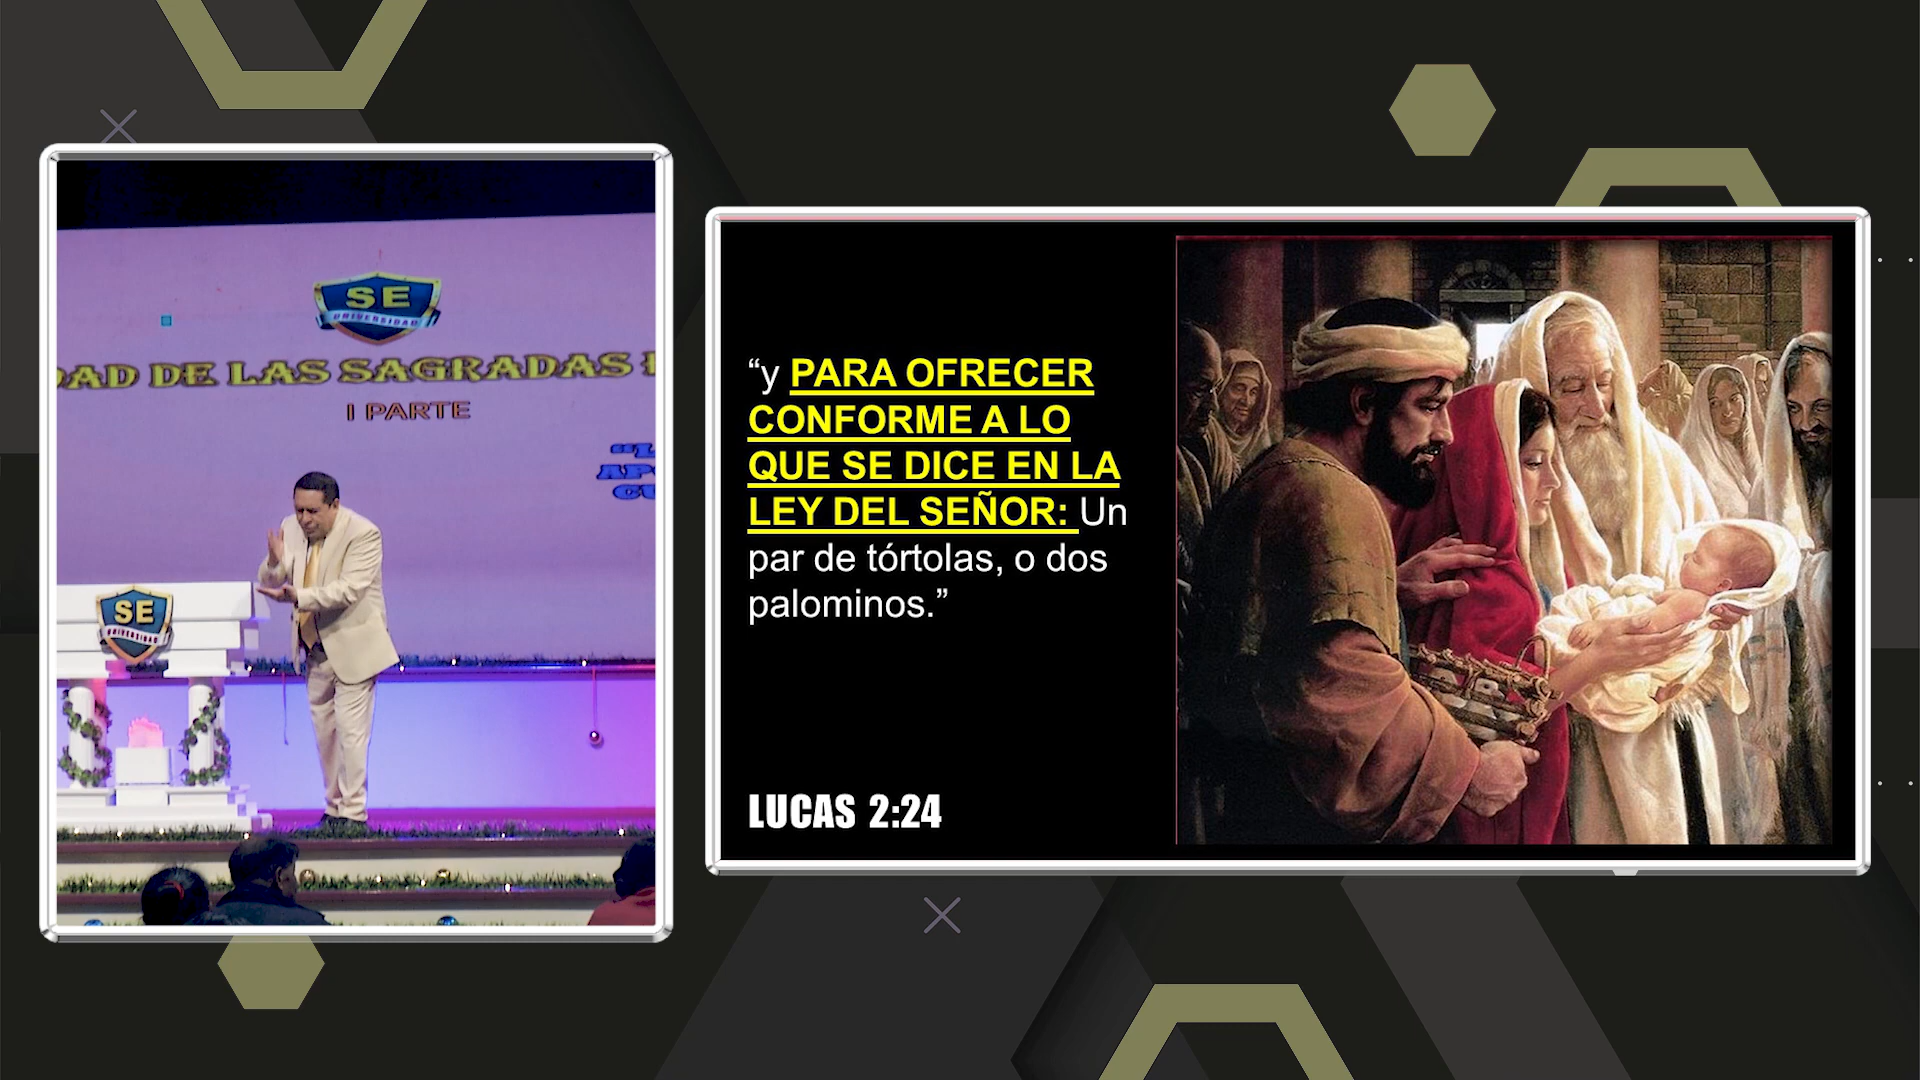 SE
UNIVERSIDAD
DAD DE LAS SAGRADAS
I PARTE
SE
UNIVERSIDAD
“y PARA OFRECER
CONFORME A LO
QUE SE DICE EN LA
LEY DEL SEÑOR: Un
par de tórtolas, o dos
palominos.”
LUCAS 2:24